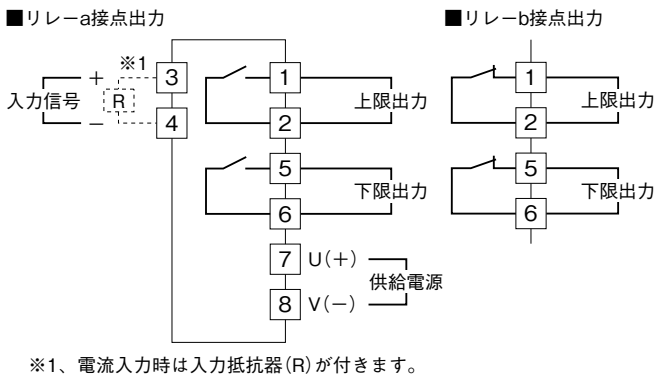 ■リレーa接点出力
※1
入力信号
+
R
−
3
4
1
2
上限出力
5
6
下限出力
7 U(+)
8 V(−)
供給電源
■リレーb接点出力
1
2
上限出力
5
6
下限出力
※1、電流入力時は入力抵抗器(R)が付きます。